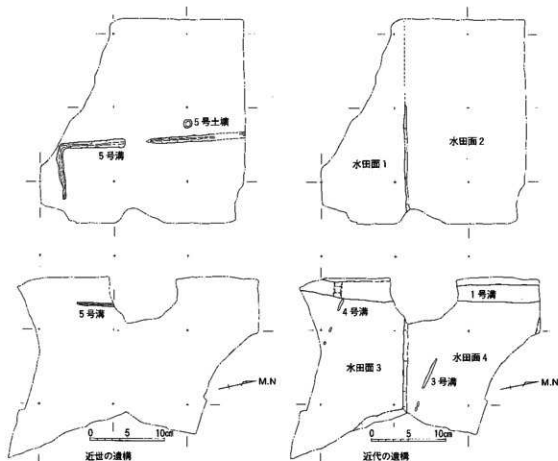 5号土壙
5号溝
水田面1
水田面2
5号溝
M.N
0 5 10㎝
近世の遺構
1号溝
4号溝
水田面3
水田面4
3号溝
M.N
0 5 10㎝
近代の遺構